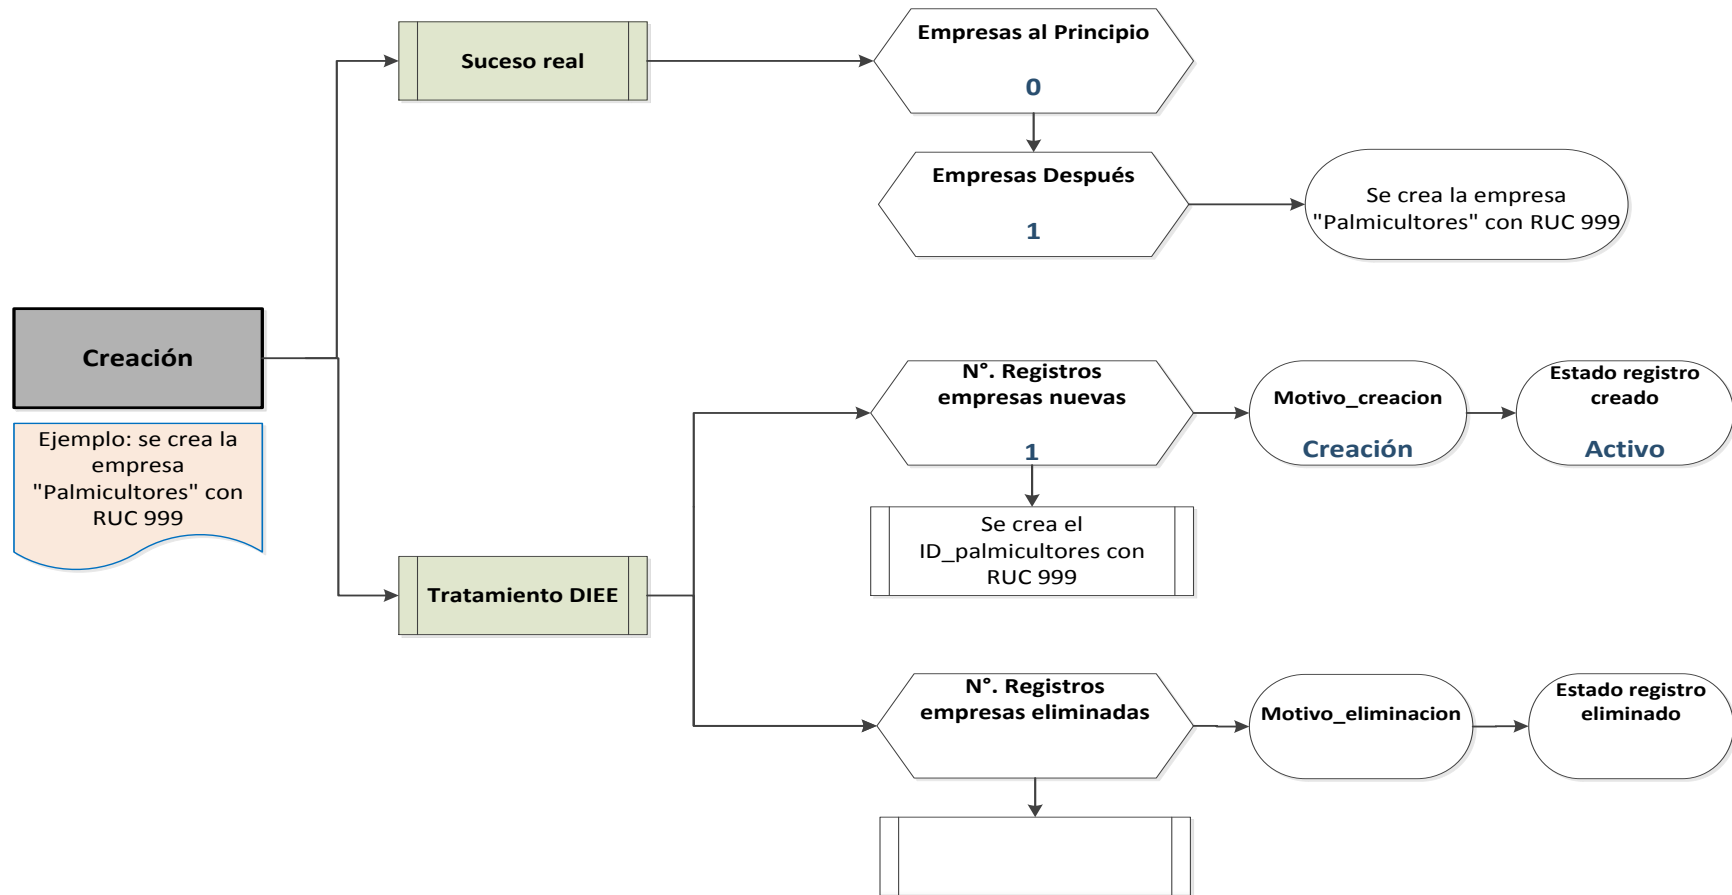 Suceso real
Empresas al Principio
0
Empresas Después
1
Se crea la empresa
"Palmicultores" con RUC 999
Creación
Ejemplo: se crea la
empresa
"Palmicultores" con
RUC 999
Tratamiento DIEE
N°. Registros
empresas nuevas
1
Motivo_creacion
Creación
Estado registro
creado
Activo
Se crea el
ID_palmicultores con
RUC 999
N°. Registros
empresas eliminadas
Motivo_eliminacion
Estado registro
eliminado